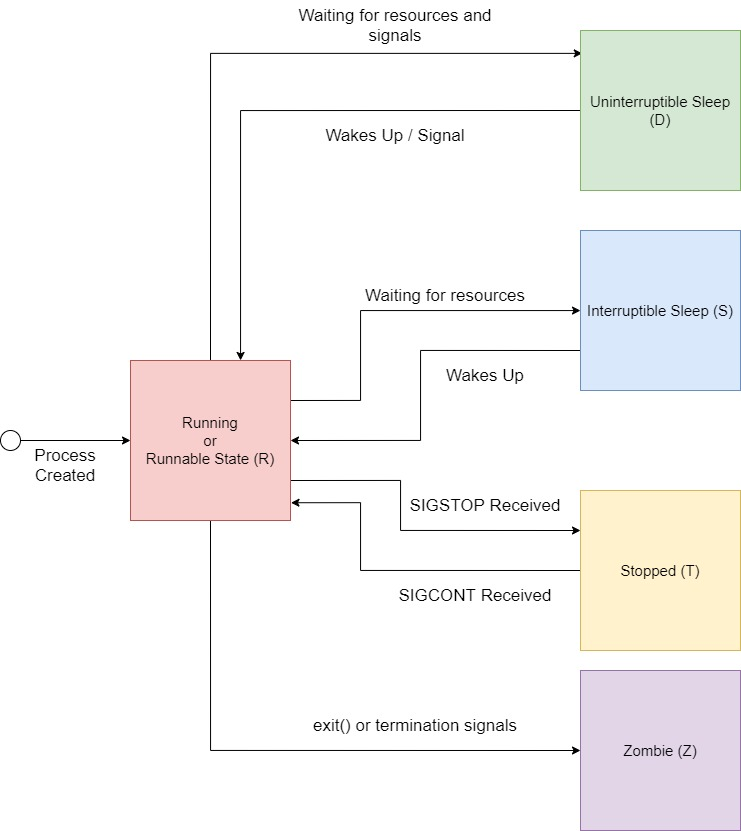 Waiting for resources and
signals
Uninterruptible Sleep
(D)
Wakes Up / Signal
Waiting for resources
Interruptible Sleep (S)
Wakes Up
Running
or
Runnable State (R)
Process
Created
SIGSTOP Received
Stopped (T)
SIGCONT Received
exit() or termination signals
Zombie (Z)